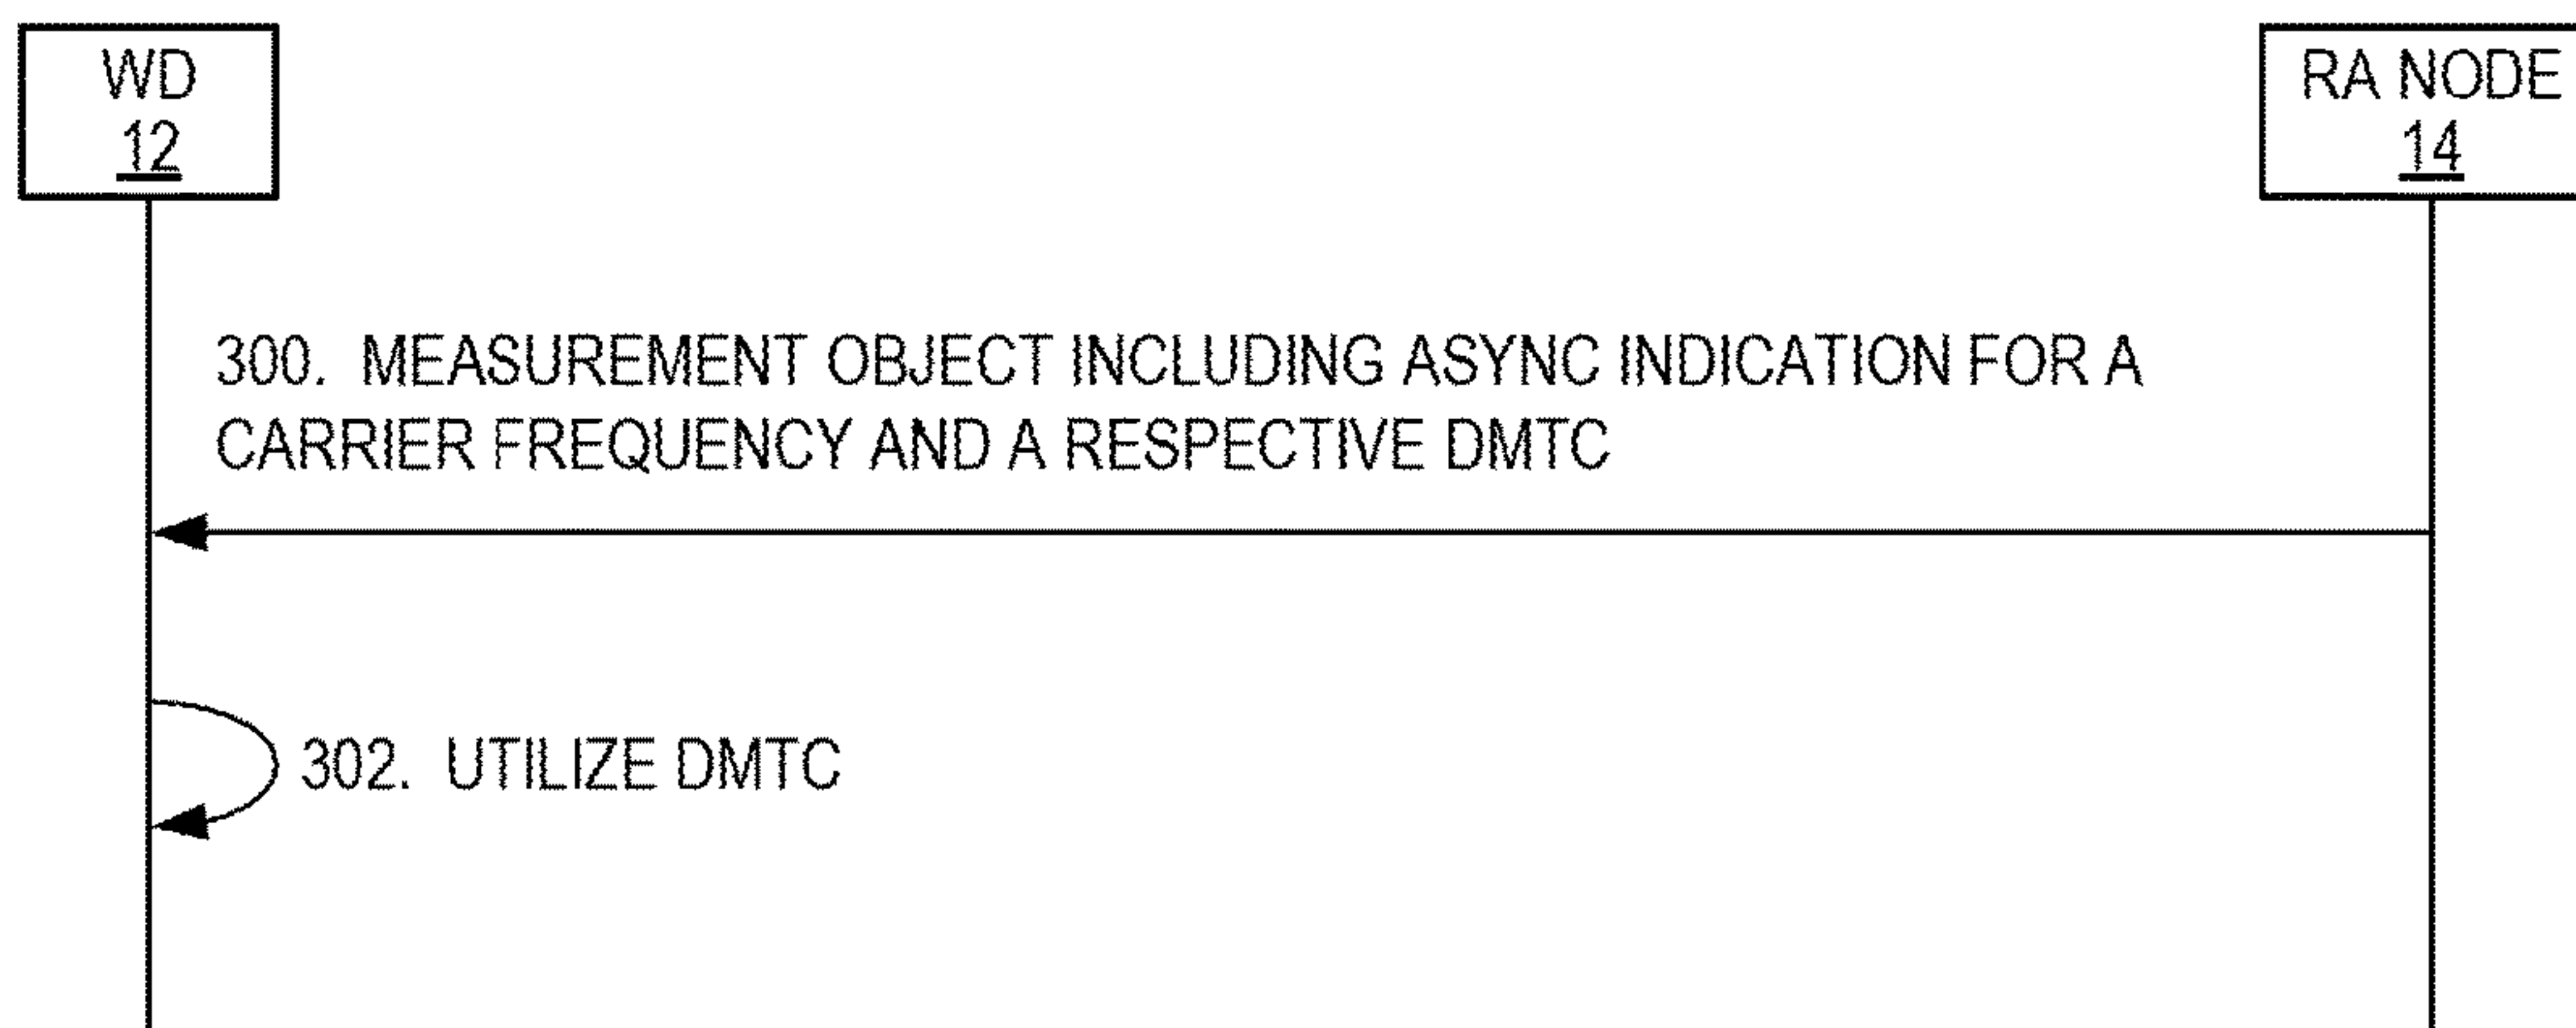 WD
12
RA NODE
14
300. MEASUREMENT OBJECT INCLUDING ASYNC INDICATION FOR A
CARRIER FREQUENCY AND A RESPECTIVE DMTC
302. UTILIZE DMTC